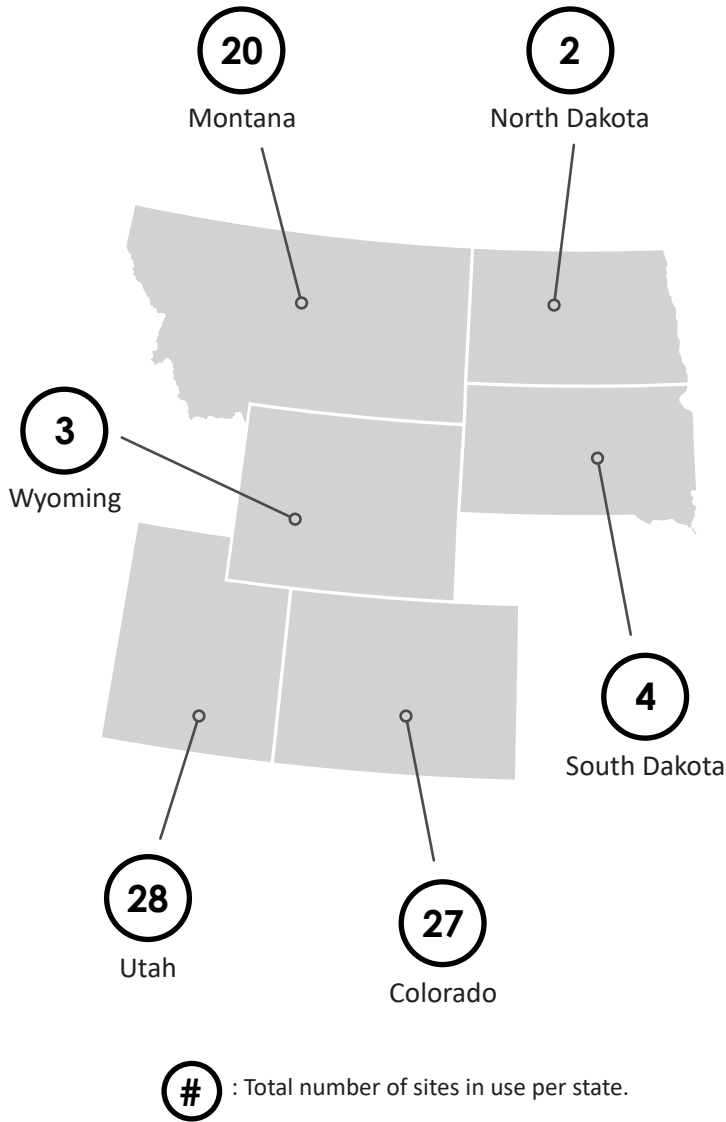 20
Montana
2
North Dakota
3
Wyoming
4
South Dakota
28
Utah
27
Colorado
# : Total number of sites in use per state.